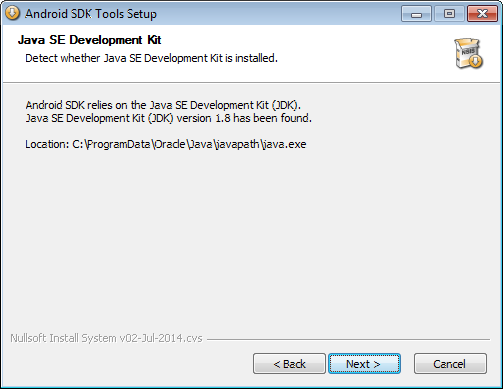 Android SDK Tools Setup
Java SE Development Kit
Detect whether Java SE Development Kit is installed.
NSIS
Android SDK relies on the Java SE Development Kit (JDK).
Java SE Development Kit (JDK) version 1.8 has been found.
Location: C:\ProgramData\Oracle\Java\javapath\java.exe
Nullsoft Install System v02-Jul-2014.cvs
< Back
Next >
Cancel